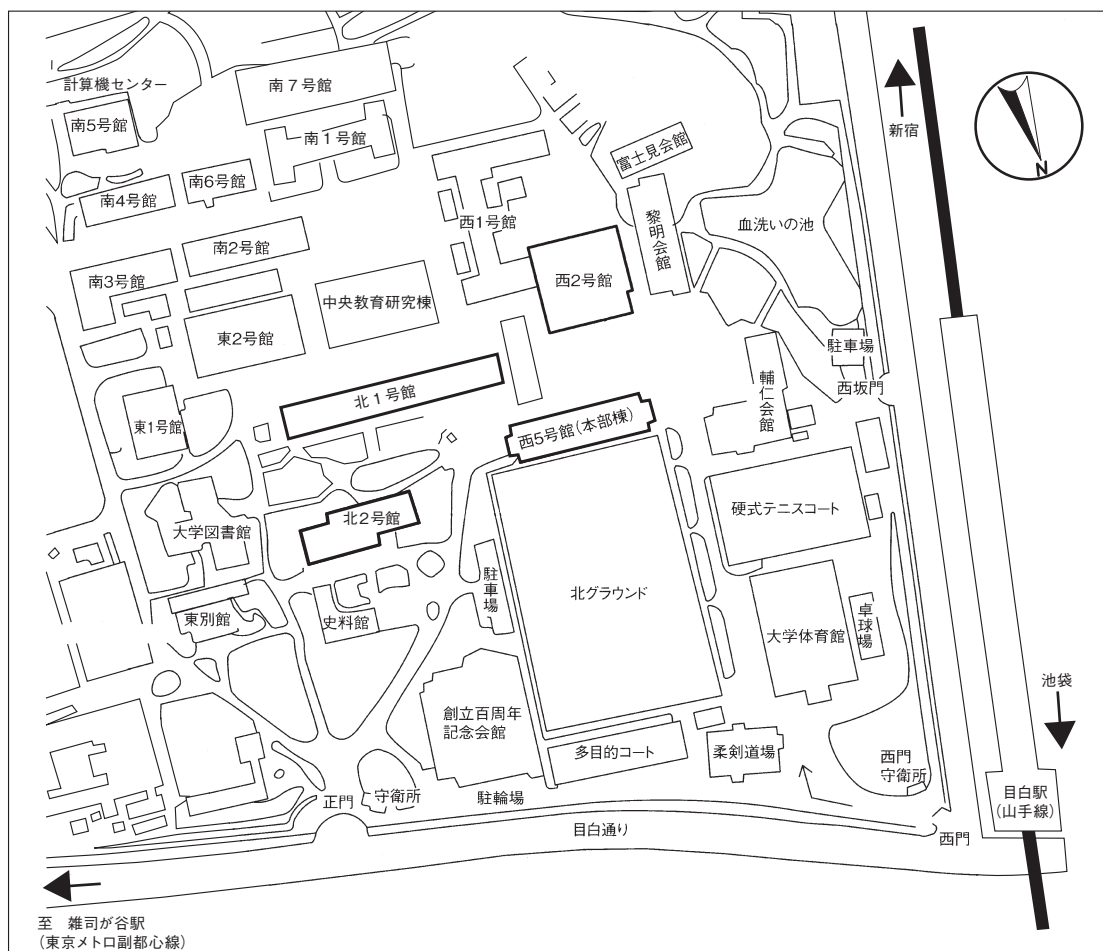 計算機センター
南7号館
新宿
南5号館
南1号館
N
富士見会館
南6号館
南4号館
西1号館
黎明会館
血洗いの池
南2号館
南3号館
西2号館
中央教育研究棟
東2号館
駐車場
西坂門
輔仁会館
北1号館
東1号館
西5号館(本部棟)
硬式テニスコート
北2号館
大学図書館
駐車場
北グラウンド
東別館
史料館
大学体育館
卓球場
池袋
創立百周年
記念会館
多目的コート
柔剣道場
西門
守衛所
正門
守衛所
駐輪場
目白駅
(山手線)
目白通り
西門
至 雑司が谷駅
(東京メトロ副都心線)